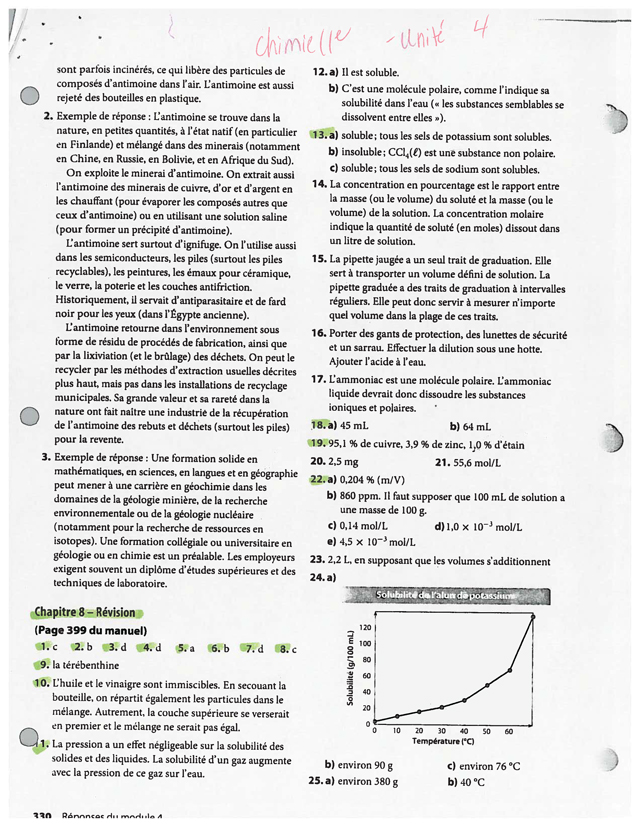 chimie 11e - Unité 4
sont parfois incinérés, ce qui libère des particules de
composés d'antimoine dans l'air. L'antimoine est aussi
rejeté des bouteilles en plastique.
2. Exemple de réponse : L'antimoine se trouve dans la
nature, en petites quantités, à l'état natif (en particulier
en Finlande) et mélangé dans des minerais (notamment
en Chine, en Russie, en Bolivie, et en Afrique du Sud).
On exploite le minerai d'antimoine. On extrait aussi
l'antimoine des minerais de cuivre, d'or et d'argent en
les chauffant (pour évaporer les composés autres que
ceux d'antimoine) ou en utilisant une solution saline
(pour former un précipité d'antimoine).
L'antimoine sert surtout d'ignifuge. On l'utilise aussi
dans les semiconducteurs, les piles (surtout les piles
recyclables), les peintures, les émaux pour céramique,
le verre, la poterie et les couches antifriction.
Historiquement, il servait d'antiparasitaire et de fard
noir pour les yeux (dans l'Égypte ancienne).
L'antimoine retourne dans l'environnement sous
forme de résidu de procédés de fabrication, ainsi que
par la lixiviation (et le brûlage) des déchets. On peut le
recycler par les méthodes d'extraction usuelles décrites
plus haut, mais pas dans les installations de recyclage
municipales. Sa grande valeur et sa rareté dans la
nature ont fait naître une industrie de la récupération
de l'antimoine des rebuts et déchets (surtout les piles)
pour la revente.
3. Exemple de réponse : Une formation solide en
mathématiques, en sciences, en langues et en géographie
peut mener à une carrière en géochimie dans les
domaines de la géologie minière, de la recherche
environnementale ou de la géologie nucléaire
(notamment pour la recherche de ressources en
isotopes). Une formation collégiale ou universitaire en
géologie ou en chimie est un préalable. Les employeurs
exigent souvent un diplôme d'études supérieures et des
techniques de laboratoire.
Chapitre 8 – Révision
(Page 399 du manuel)
1. c 2. b 3. d 4. d 5. a 6. b 7. d 8. c
9. la térébenthine
10. L'huile et le vinaigre sont immiscibles. En secouant la
bouteille, on répartit également les particules dans le
mélange. Autrement, la couche supérieure se verserait
en premier et le mélange ne serait pas égal.
1. La pression a un effet négligeable sur la solubilité des
solides et des liquides. La solubilité d'un gaz augmente
avec la pression de ce gaz sur l'eau.
330 Réponses du module 4
12. a) Il est soluble.
b) C'est une molécule polaire, comme l'indique sa
solubilité dans l'eau (« les substances semblables se
dissolvent entre elles »).
13. a) soluble; tous les sels de potassium sont solubles.
b) insoluble; CCl₄(ℓ) est une substance non polaire.
c) soluble; tous les sels de sodium sont solubles.
14. La concentration en pourcentage est le rapport entre
la masse (ou le volume) du soluté et la masse (ou le
volume) de la solution. La concentration molaire
indique la quantité de soluté (en moles) dissout dans
un litre de solution.
15. La pipette jaugée a un seul trait de graduation. Elle
sert à transporter un volume défini de solution. La
pipette graduée a des traits de graduation à intervalles
réguliers. Elle peut donc servir à mesurer n'importe
quel volume dans la plage de ces traits.
16. Porter des gants de protection, des lunettes de sécurité
et un sarrau. Effectuer la dilution sous une hotte.
Ajouter l'acide à l'eau.
17. L'ammoniac est une molécule polaire. L'ammoniac
liquide devrait donc dissoudre les substances
ioniques et polaires.
18. a) 45 mL b) 64 mL
19. 95,1 % de cuivre, 3,9 % de zinc, 1,0 % d'étain
20. 2,5 mg 21. 55,6 mol/L
22. a) 0,204 % (m/V)
b) 860 ppm. Il faut supposer que 100 mL de solution a
une masse de 100 g.
c) 0,14 mol/L d) 1,0 × 10⁻³ mol/L
e) 4,5 × 10⁻³ mol/L
23. 2,2 L, en supposant que les volumes s'additionnent
24. a)
Solubilité de l'alun de potassium
Solubilité (g/100 mL)
120
100
80
60
40
20
0
0 10 20 30 40 50 60
Température (°C)
b) environ 90 g c) environ 76 °C
25. a) environ 380 g b) 40 °C